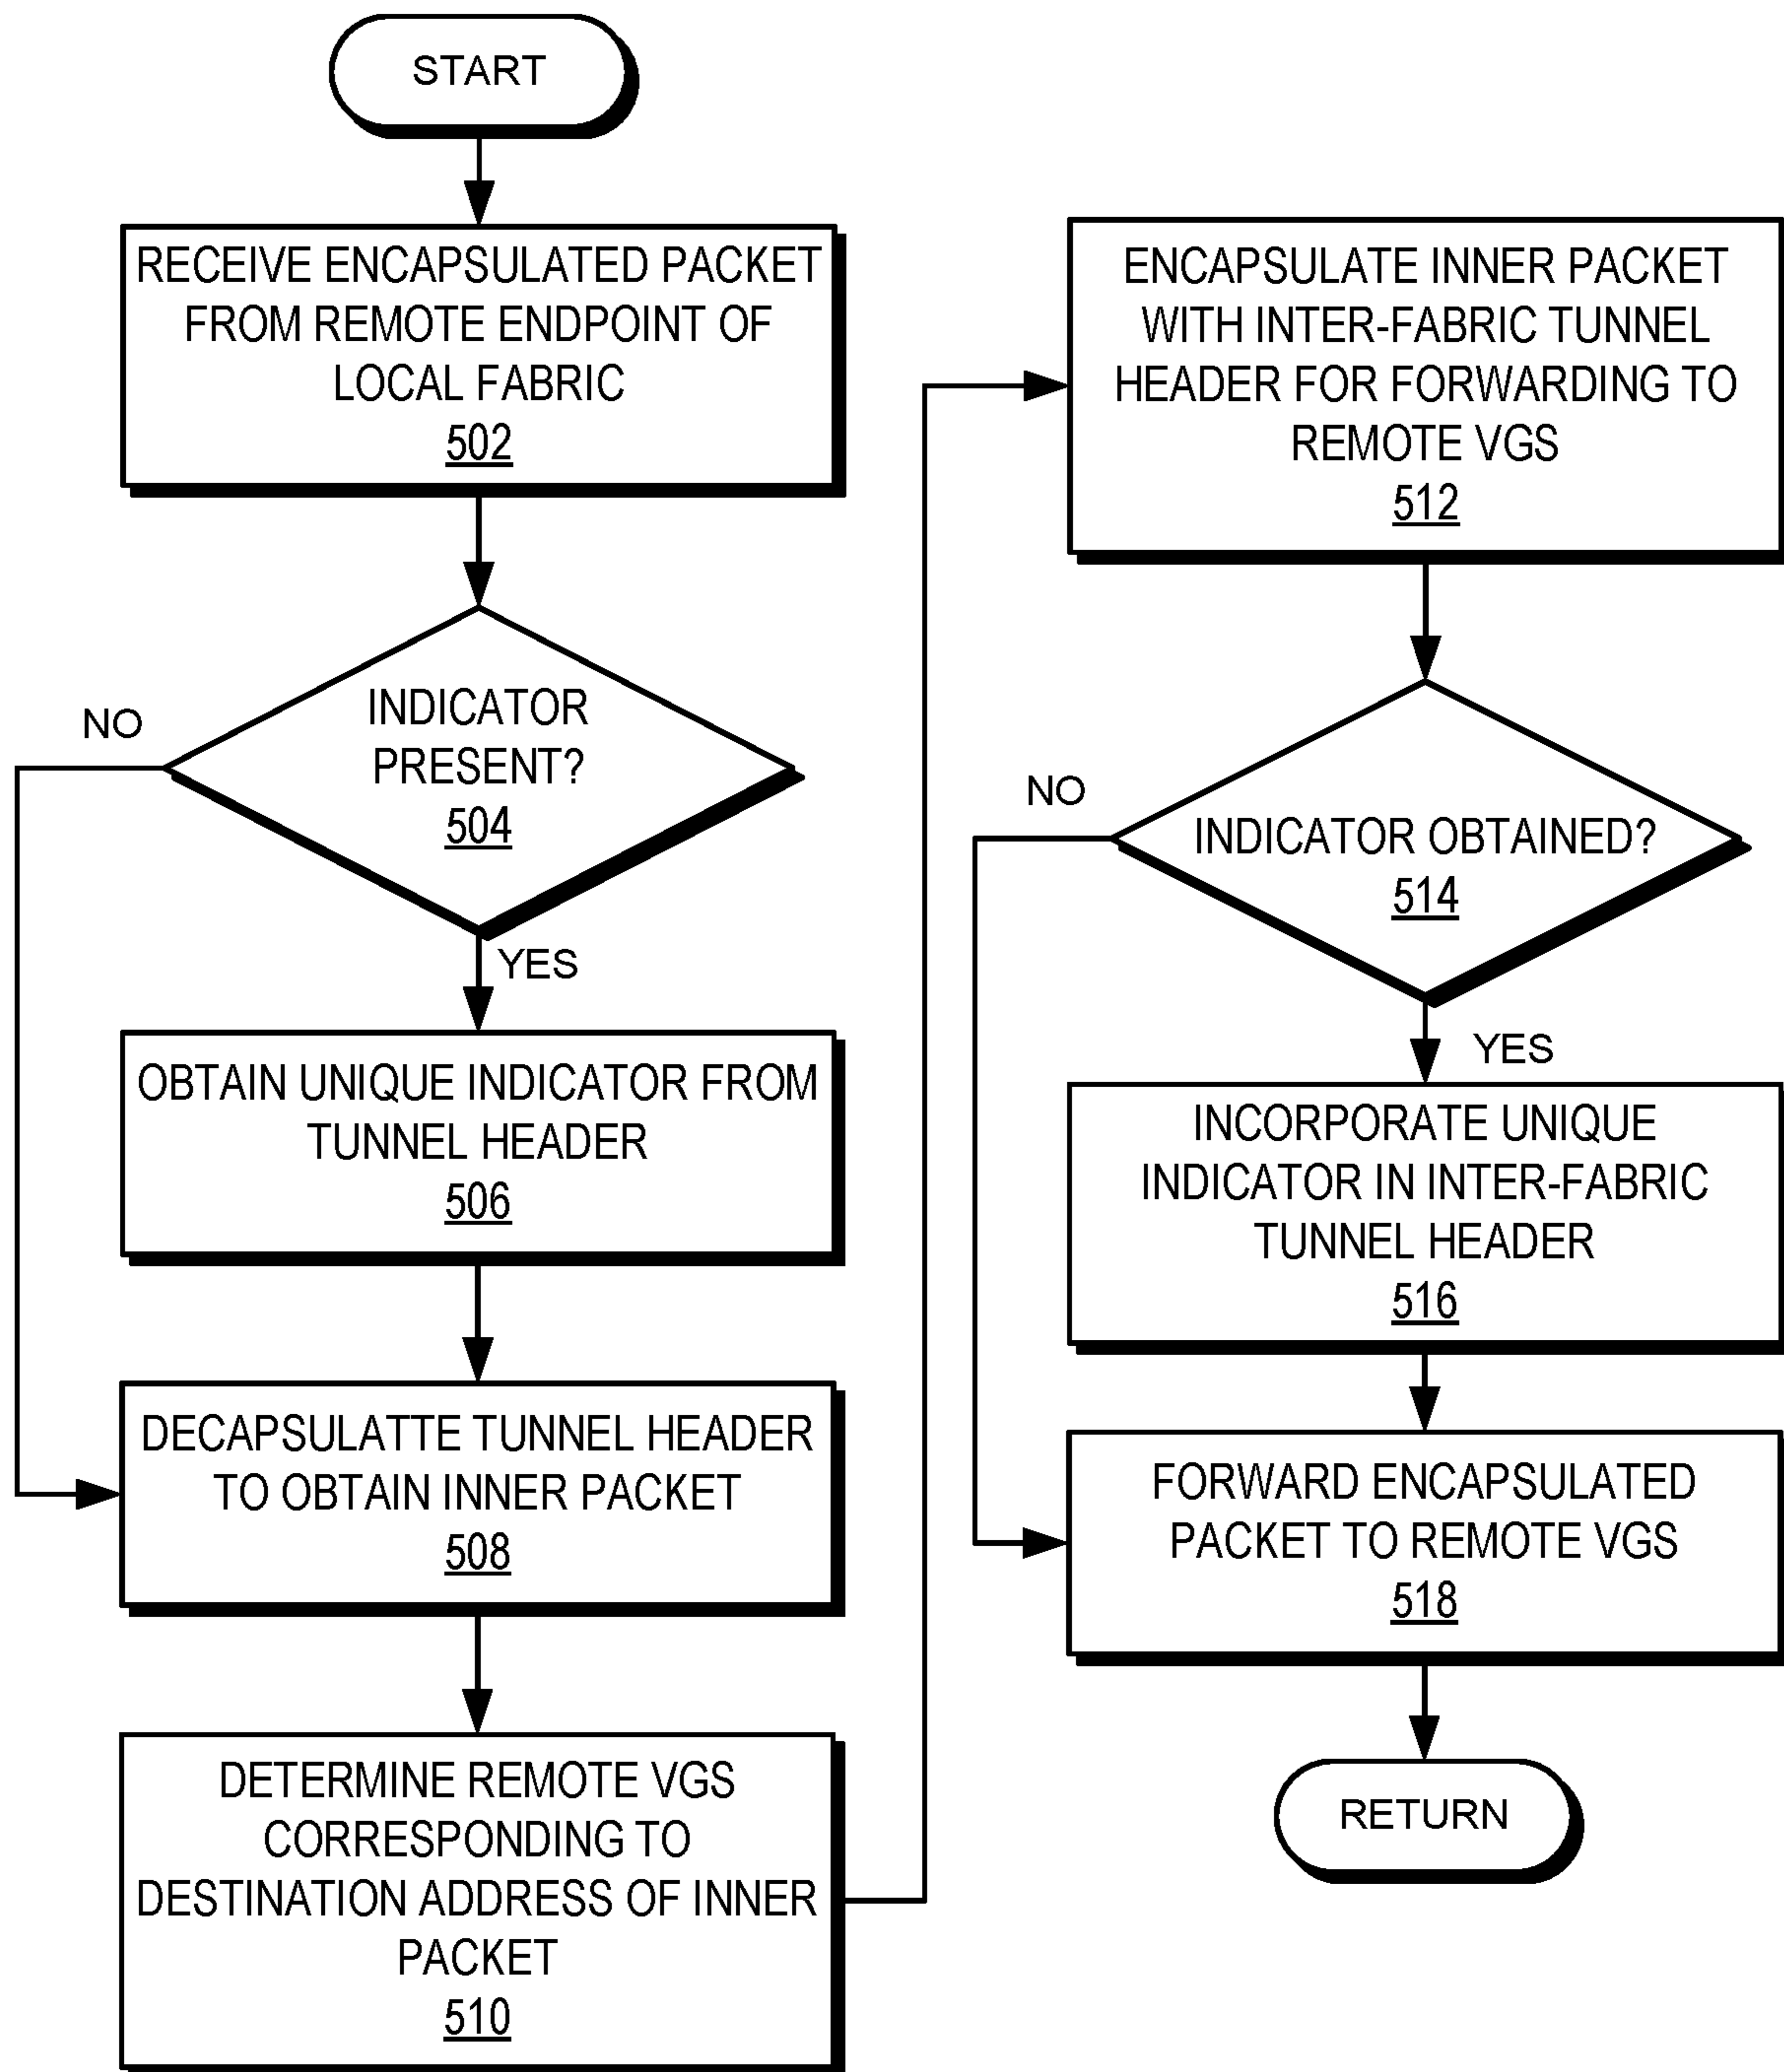 START
RECEIVE ENCAPSULATED PACKET
FROM REMOTE ENDPOINT OF
LOCAL FABRIC
502
INDICATOR
PRESENT?
504
NO
YES
OBTAIN UNIQUE INDICATOR FROM
TUNNEL HEADER
506
DECAPSULATTE TUNNEL HEADER
TO OBTAIN INNER PACKET
508
DETERMINE REMOTE VGS
CORRESPONDING TO
DESTINATION ADDRESS OF INNER
PACKET
510
ENCAPSULATE INNER PACKET
WITH INTER-FABRIC TUNNEL
HEADER FOR FORWARDING TO
REMOTE VGS
512
INDICATOR OBTAINED?
514
NO
YES
INCORPORATE UNIQUE
INDICATOR IN INTER-FABRIC
TUNNEL HEADER
516
FORWARD ENCAPSULATED
PACKET TO REMOTE VGS
518
RETURN